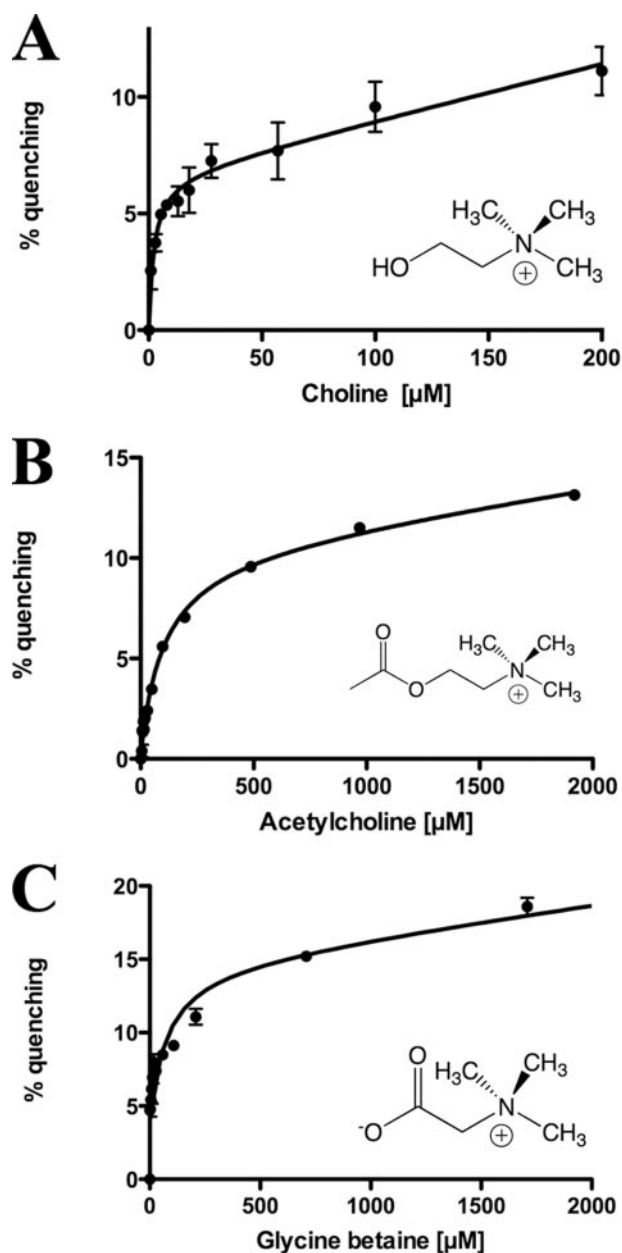 A
% quenching
10
5
0
0
50
100
150
200
Choline [µM]
HO
H₃C
CH₃
N
⊕
CH₃
B
% quenching
15
10
5
0
0
500
1000
1500
2000
Acetylcholine [µM]
O
O
H₃C
CH₃
N
⊕
CH₃
C
% quenching
20
15
10
5
0
0
500
1000
1500
2000
Glycine betaine [µM]
O
⁻O
H₃C
CH₃
N
⊕
CH₃